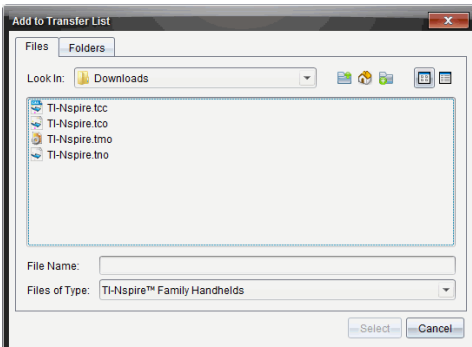 Add to Transfer List
Files Folders
Look In: Downloads
TI-Nspire.tcc
TI-Nspire.tco
TI-Nspire.tmo
TI-Nspire.tno
File Name:
Files of Type: TI-Nspire™ Family Handhelds
Select Cancel